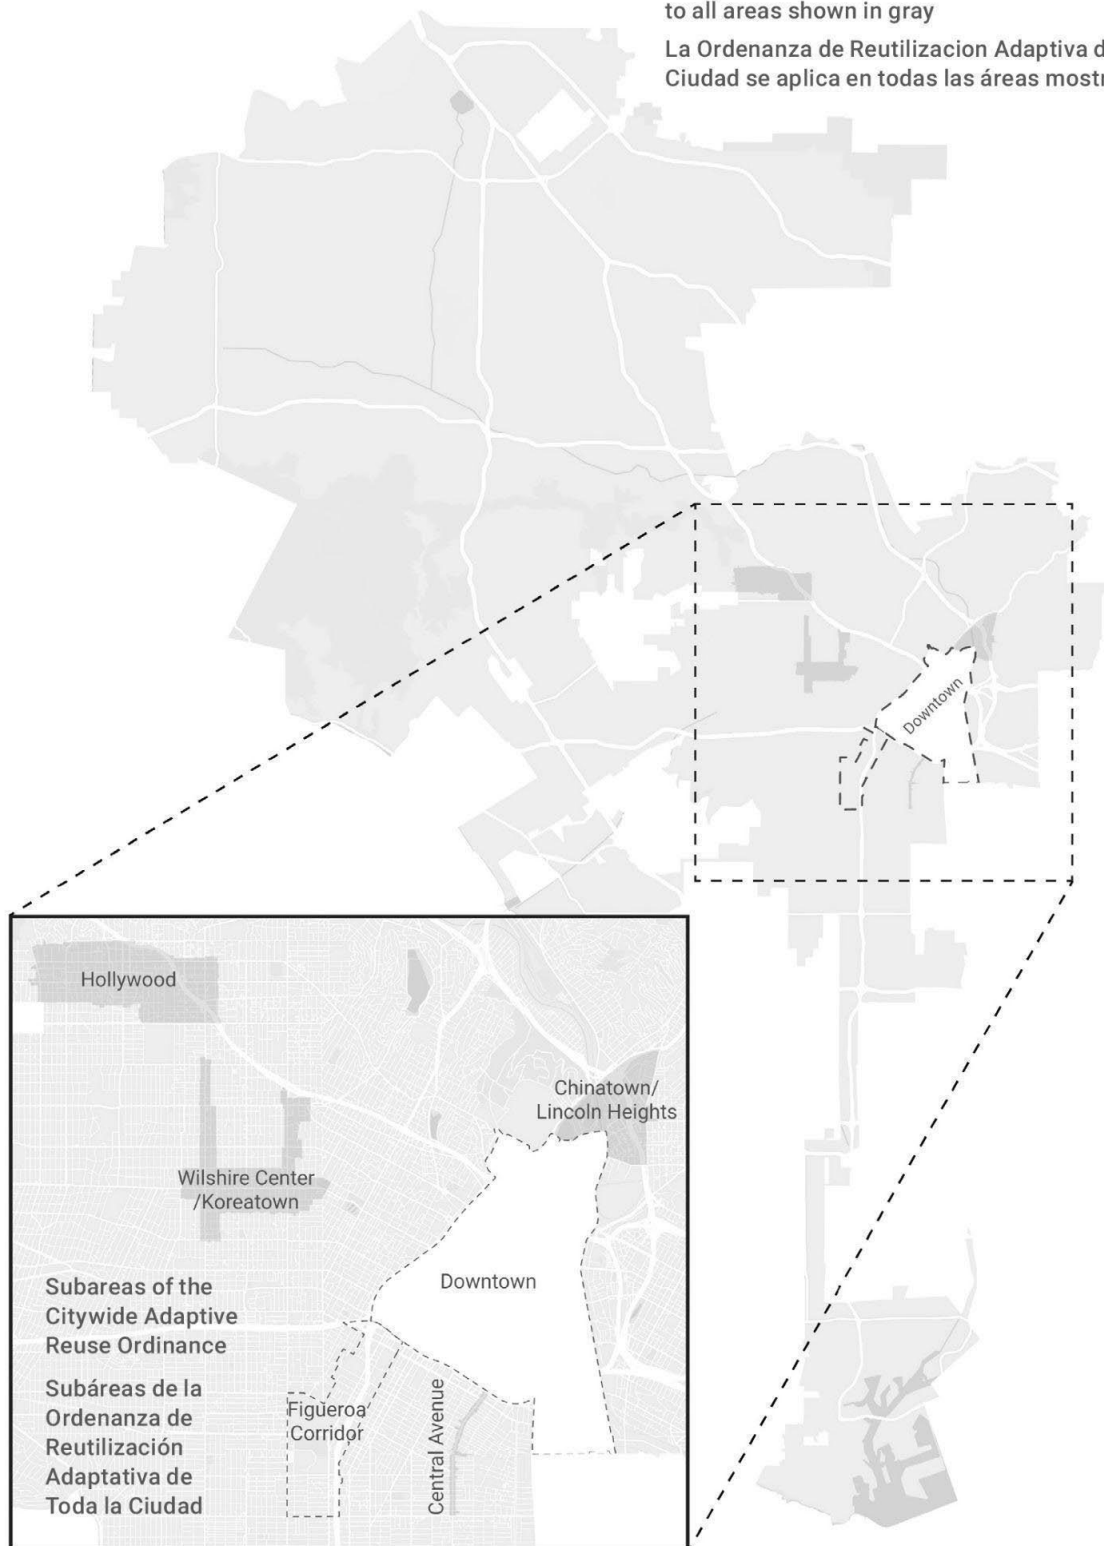 to all areas shown in gray
La Ordenanza de Reutilizacion Adaptiva d
Ciudad se aplica en todas las áreas mostr
Downtown
Hollywood
Chinatown/
Lincoln Heights
Wilshire Center
/Koreatown
Downtown
Subareas of the
Citywide Adaptive
Reuse Ordinance
Subáreas de la
Ordenanza de
Reutilización
Adaptativa de
Toda la Ciudad
Figueroa
Corridor
Central Avenue